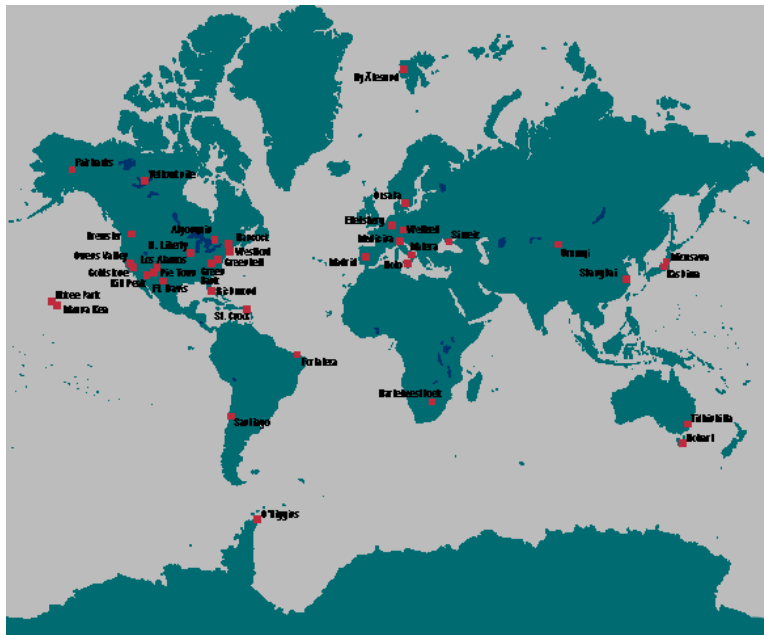 Ny Ålesund
Fairbanks
Yellowknife
Onsala
Effelsberg
Wettzell
Simeiz
Medicina
Matera
Madrid
Noto
Urumqi
Shanghai
Mizusawa
Kashima
Brewster
Algonquin
Hancock
N. Liberty
Westford
Owens Valley
Los Alamos
Greenbelt
Goldstone
Pie Town
Green
Bank
Kitt Peak
Ft. Davis
Richmond
Kokee Park
Mauna Kea
St. Croix
Fortaleza
Hartebeesthoek
Santiago
Tidbinbilla
Hobart
O'Higgins